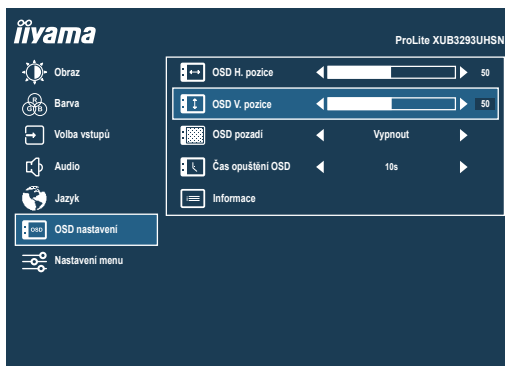 iiyama
ProLite XUB3293UHSN
Obraz
Barva
Volba vstupů
Audio
Jazyk
OSD nastavení
Nastavení menu
OSD H. pozice 50
OSD V. pozice 50
OSD pozadí Vypnout
Čas opuštění OSD 10s
Informace
R
G B
OSD